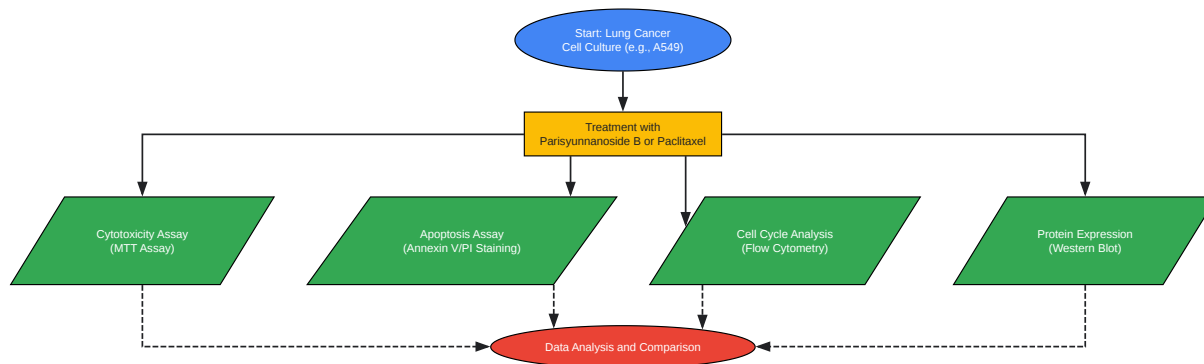 Start: Lung Cancer
Cell Culture (e.g., A549)
Treatment with
Parisyunnanoside B or Paclitaxel
Cytotoxicity Assay
(MTT Assay)
Apoptosis Assay
(Annexin V/PI Staining)
Cell Cycle Analysis
(Flow Cytometry)
Protein Expression
(Western Blot)
Data Analysis and Comparison